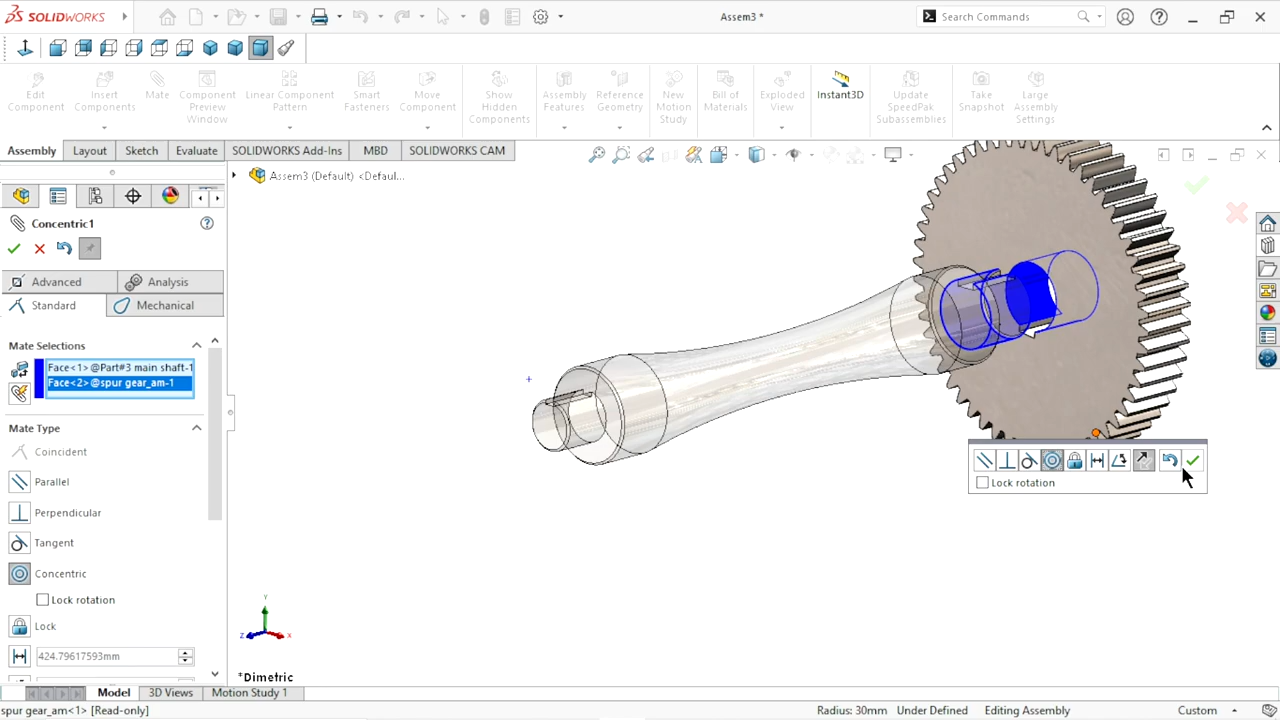 SOLIDWORKS
Assem3 *
Search Commands
Edit Component
Insert Components
Mate
Component Preview Window
Linear Component Pattern
Smart Fasteners
Move Component
Show Hidden Components
Assembly Features
Reference Geometry
New Motion Study
Bill of Materials
Exploded View
Instant3D
Update SpeedPak Subassemblies
Take Snapshot
Large Assembly Settings
Assembly
Layout
Sketch
Evaluate
SOLIDWORKS Add-Ins
MBD
SOLIDWORKS CAM
Assem3 (Default) <Defaul...
Concentric1
Advanced
Analysis
Standard
Mechanical
Mate Selections
Face<1> @Part#3 main shaft-1
Face<2> @spur gear_am-1
Mate Type
Coincident
Parallel
Perpendicular
Tangent
Concentric
Lock rotation
Lock
424.79617593mm
Lock rotation
Y
Z
X
*Dimetric
Model
3D Views
Motion Study 1
spur gear_am<1> [Read-only]
Radius: 30mm
Under Defined
Editing Assembly
Custom